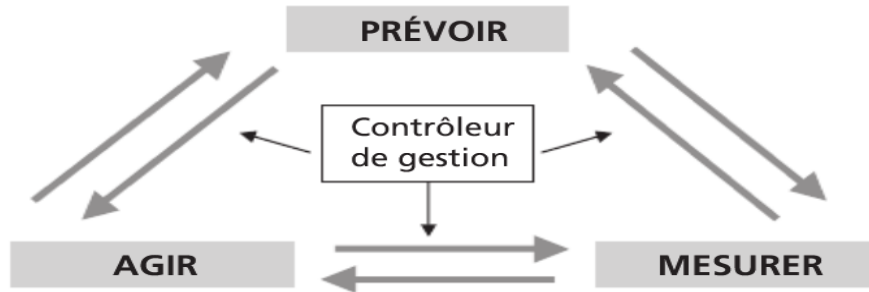 PRÉVOIR
Contrôleur
de gestion
AGIR
MESURER